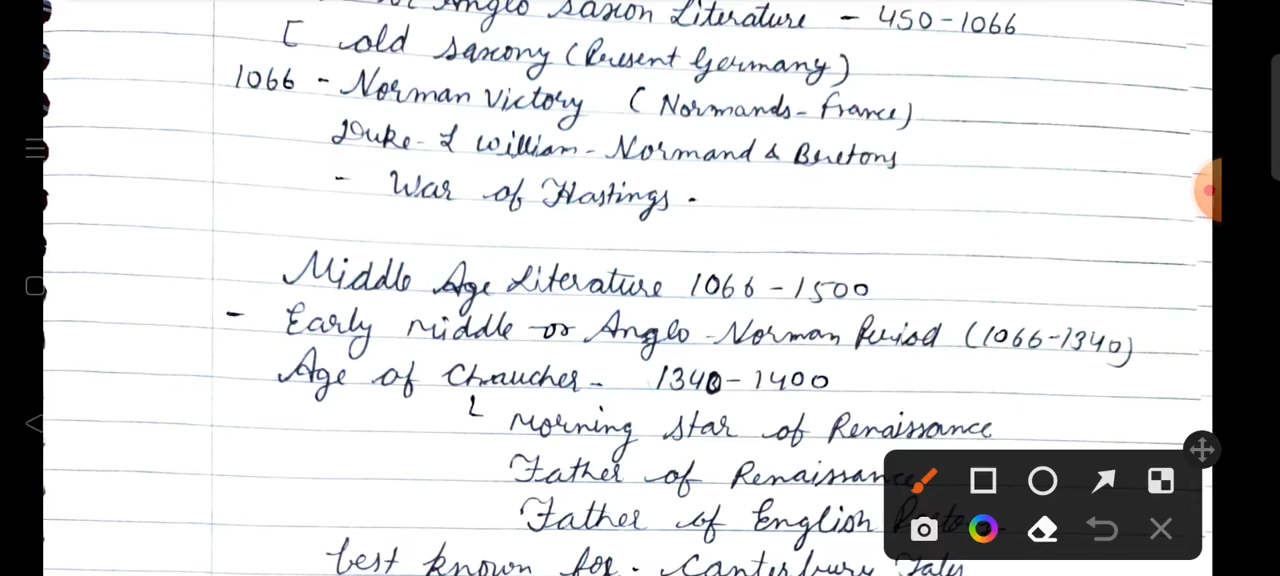 Anglo Saxon Literature - 450-1066
[ old saxony (Present Germany)
1066 - Norman Victory ( Normands - France)
Duke - I william - Normand & Bretons
- War of Hastings.
Middle Age Literature 1066-1500
- Early middle or Anglo-Norman Period (1066-1340)
Age of Chaucher - 1340-1400
Morning star of Renaissance
Father of Renaissance
Father of English
best known for - Canterbury Tales